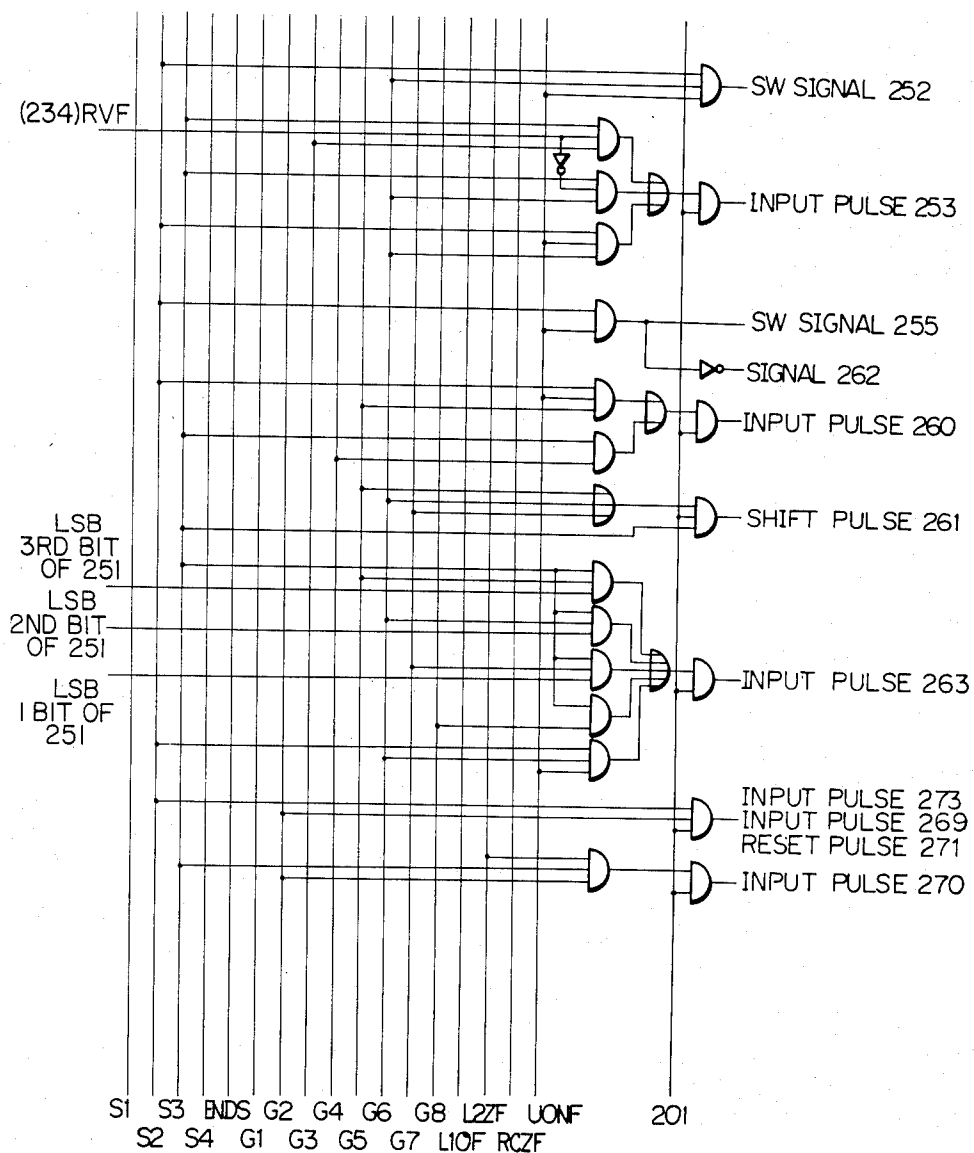 SW SIGNAL 252
(234)RVF
INPUT PULSE 253
SW SIGNAL 255
SIGNAL 262
INPUT PULSE 260
SHIFT PULSE 261
LSB
3RD BIT
OF 251
LSB
2ND BIT
OF 251
LSB
1 BIT OF
251
INPUT PULSE 263
INPUT PULSE 273
INPUT PULSE 269
RESET PULSE 271
INPUT PULSE 270
S1 S3 ENDS G2 G4 G6 G8 L2ZF UONF 201
S2 S4 G1 G3 G5 G7 L10F RCZF